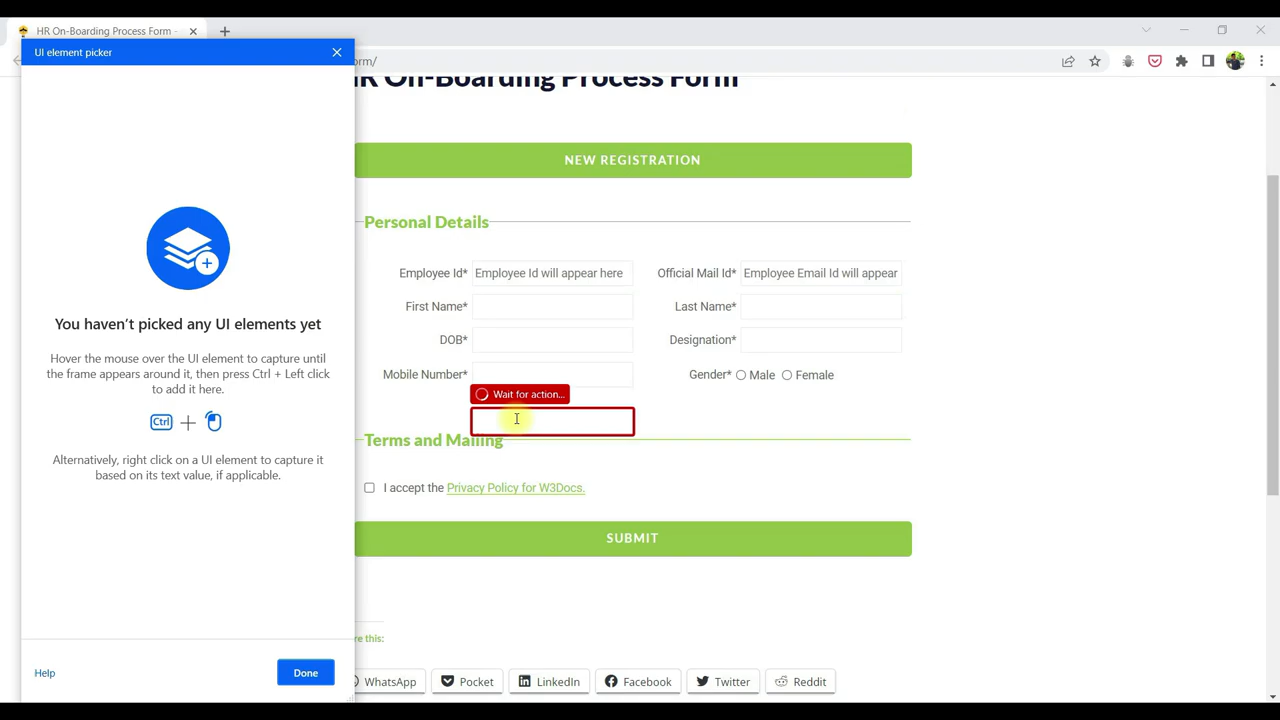 HR On-Boarding Process Form -
UI element picker
orm/
HR On-Boarding Process Form
NEW REGISTRATION
Personal Details
Employee Id* Employee Id will appear here Official Mail Id* Employee Email Id will appear
First Name* Last Name*
DOB* Designation*
Mobile Number* Gender* Male Female
Wait for action...
Terms and Mailing
I accept the Privacy Policy for W3Docs.
SUBMIT
re this:
WhatsApp Pocket LinkedIn Facebook Twitter Reddit
You haven't picked any UI elements yet
Hover the mouse over the UI element to capture until
the frame appears around it, then press Ctrl + Left click
to add it here.
Ctrl +
Alternatively, right click on a UI element to capture it
based on its text value, if applicable.
Help Done